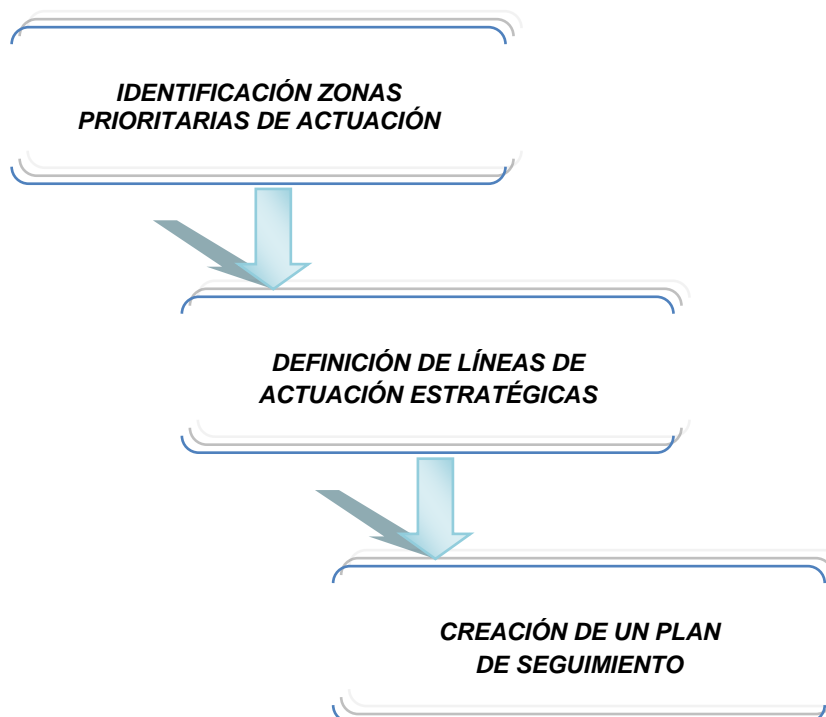 IDENTIFICACIÓN ZONAS
PRIORITARIAS DE ACTUACIÓN
DEFINICIÓN DE LÍNEAS DE
ACTUACIÓN ESTRATÉGICAS
CREACIÓN DE UN PLAN
DE SEGUIMIENTO